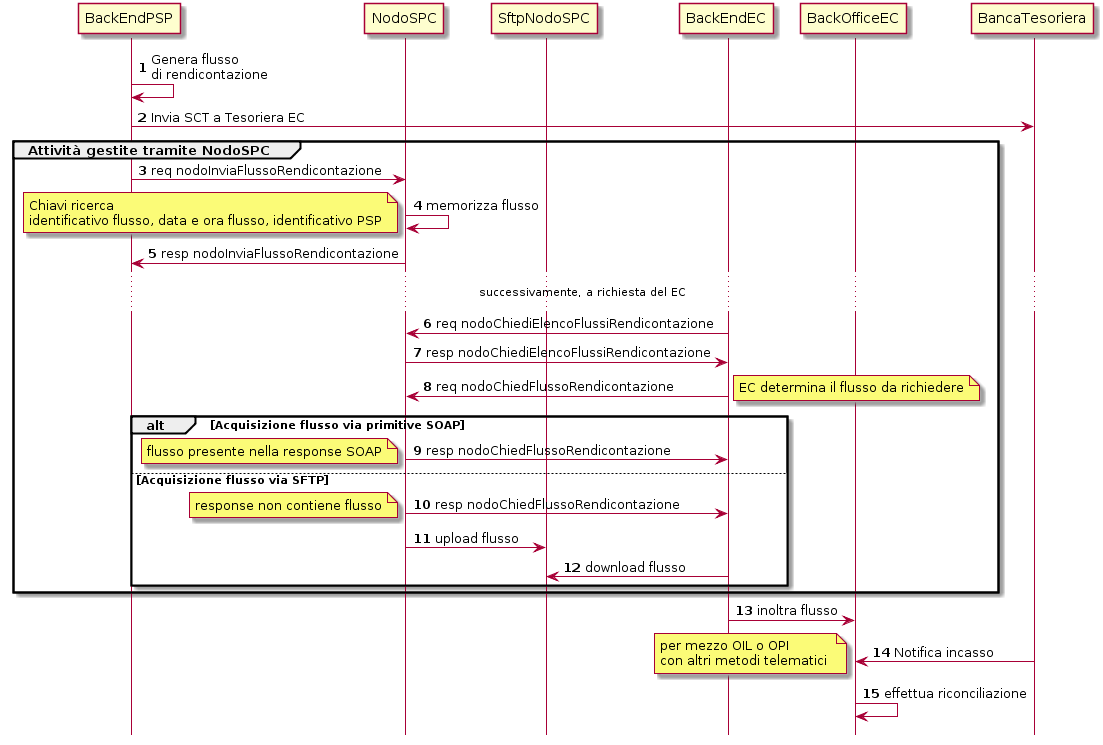 BackEndPSP
NodoSPC
SftpNodoSPC
BackEndEC
BackOfficeEC
BancaTesoriera
1 Genera flusso
di rendicontazione
2 Invia SCT a Tesoriera EC
Attività gestite tramite NodoSPC
3 req nodoInviaFlussoRendicontazione
Chiavi ricerca
identificativo flusso, data e ora flusso, identificativo PSP
4 memorizza flusso
5 resp nodoInviaFlussoRendicontazione
successivamente, a richiesta del EC
6 req nodoChiediElencoFlussiRendicontazione
7 resp nodoChiediElencoFlussiRendicontazione
8 req nodoChiedFlussoRendicontazione
EC determina il flusso da richiedere
alt [Acquisizione flusso via primitive SOAP]
flusso presente nella response SOAP
9 resp nodoChiedFlussoRendicontazione
[Acquisizione flusso via SFTP]
response non contiene flusso
10 resp nodoChiedFlussoRendicontazione
11 upload flusso
12 download flusso
13 inoltra flusso
per mezzo OIL o OPI
con altri metodi telematici
14 Notifica incasso
15 effettua riconciliazione